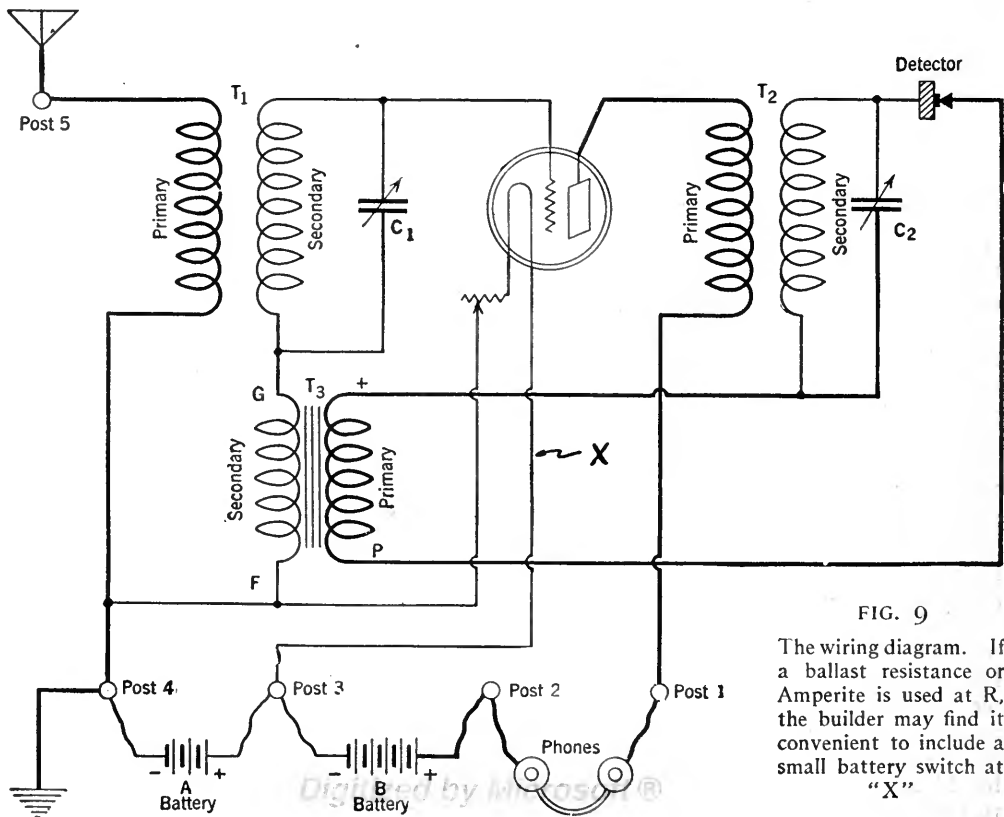 Post 5
Primary
T1
Secondary
C1
Primary
T2
Secondary
C2
Detector
G
T3
+
Secondary
Primary
F
P
X
Post 4
Post 3
Post 2
Post 1
- +
A
Battery
- +
B
Battery
Phones
Digitized by Microsoft ®
FIG. 9
The wiring diagram. If
a ballast resistance or
Amperite is used at R,
the builder may find it
convenient to include a
small battery switch at
"X"